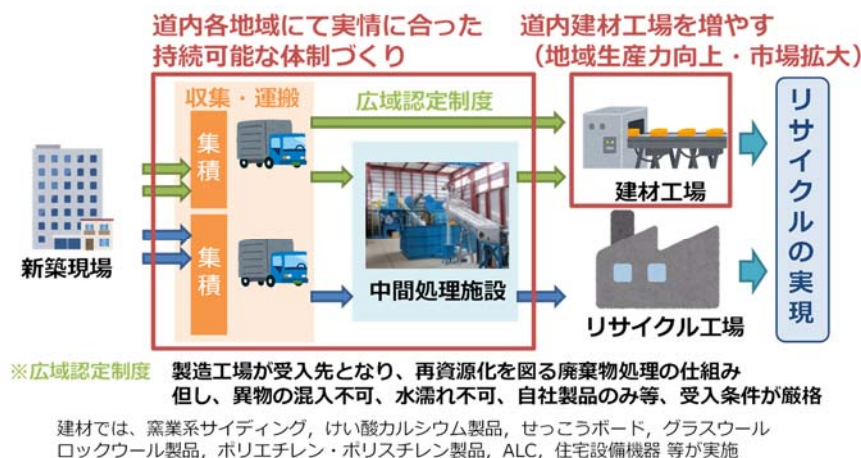 道内各地域にて実情に合った
持続可能な体制づくり
道内建材工場を増やす
（地域生産力向上・市場拡大）
収集・運搬
広域認定制度
集積
集積
新築現場
中間処理施設
建材工場
リサイクル工場
リサイクルの実現
※広域認定制度 製造工場が受入先となり、再資源化を図る廃棄物処理の仕組み
但し、異物の混入不可、水濡れ不可、自社製品のみ等、受入条件が厳格
建材では、窯業系サイディング，けい酸カルシウム製品，せっこうボード，グラスウール
ロックウール製品，ポリエチレン・ポリスチレン製品，ALC，住宅設備機器 等が実施